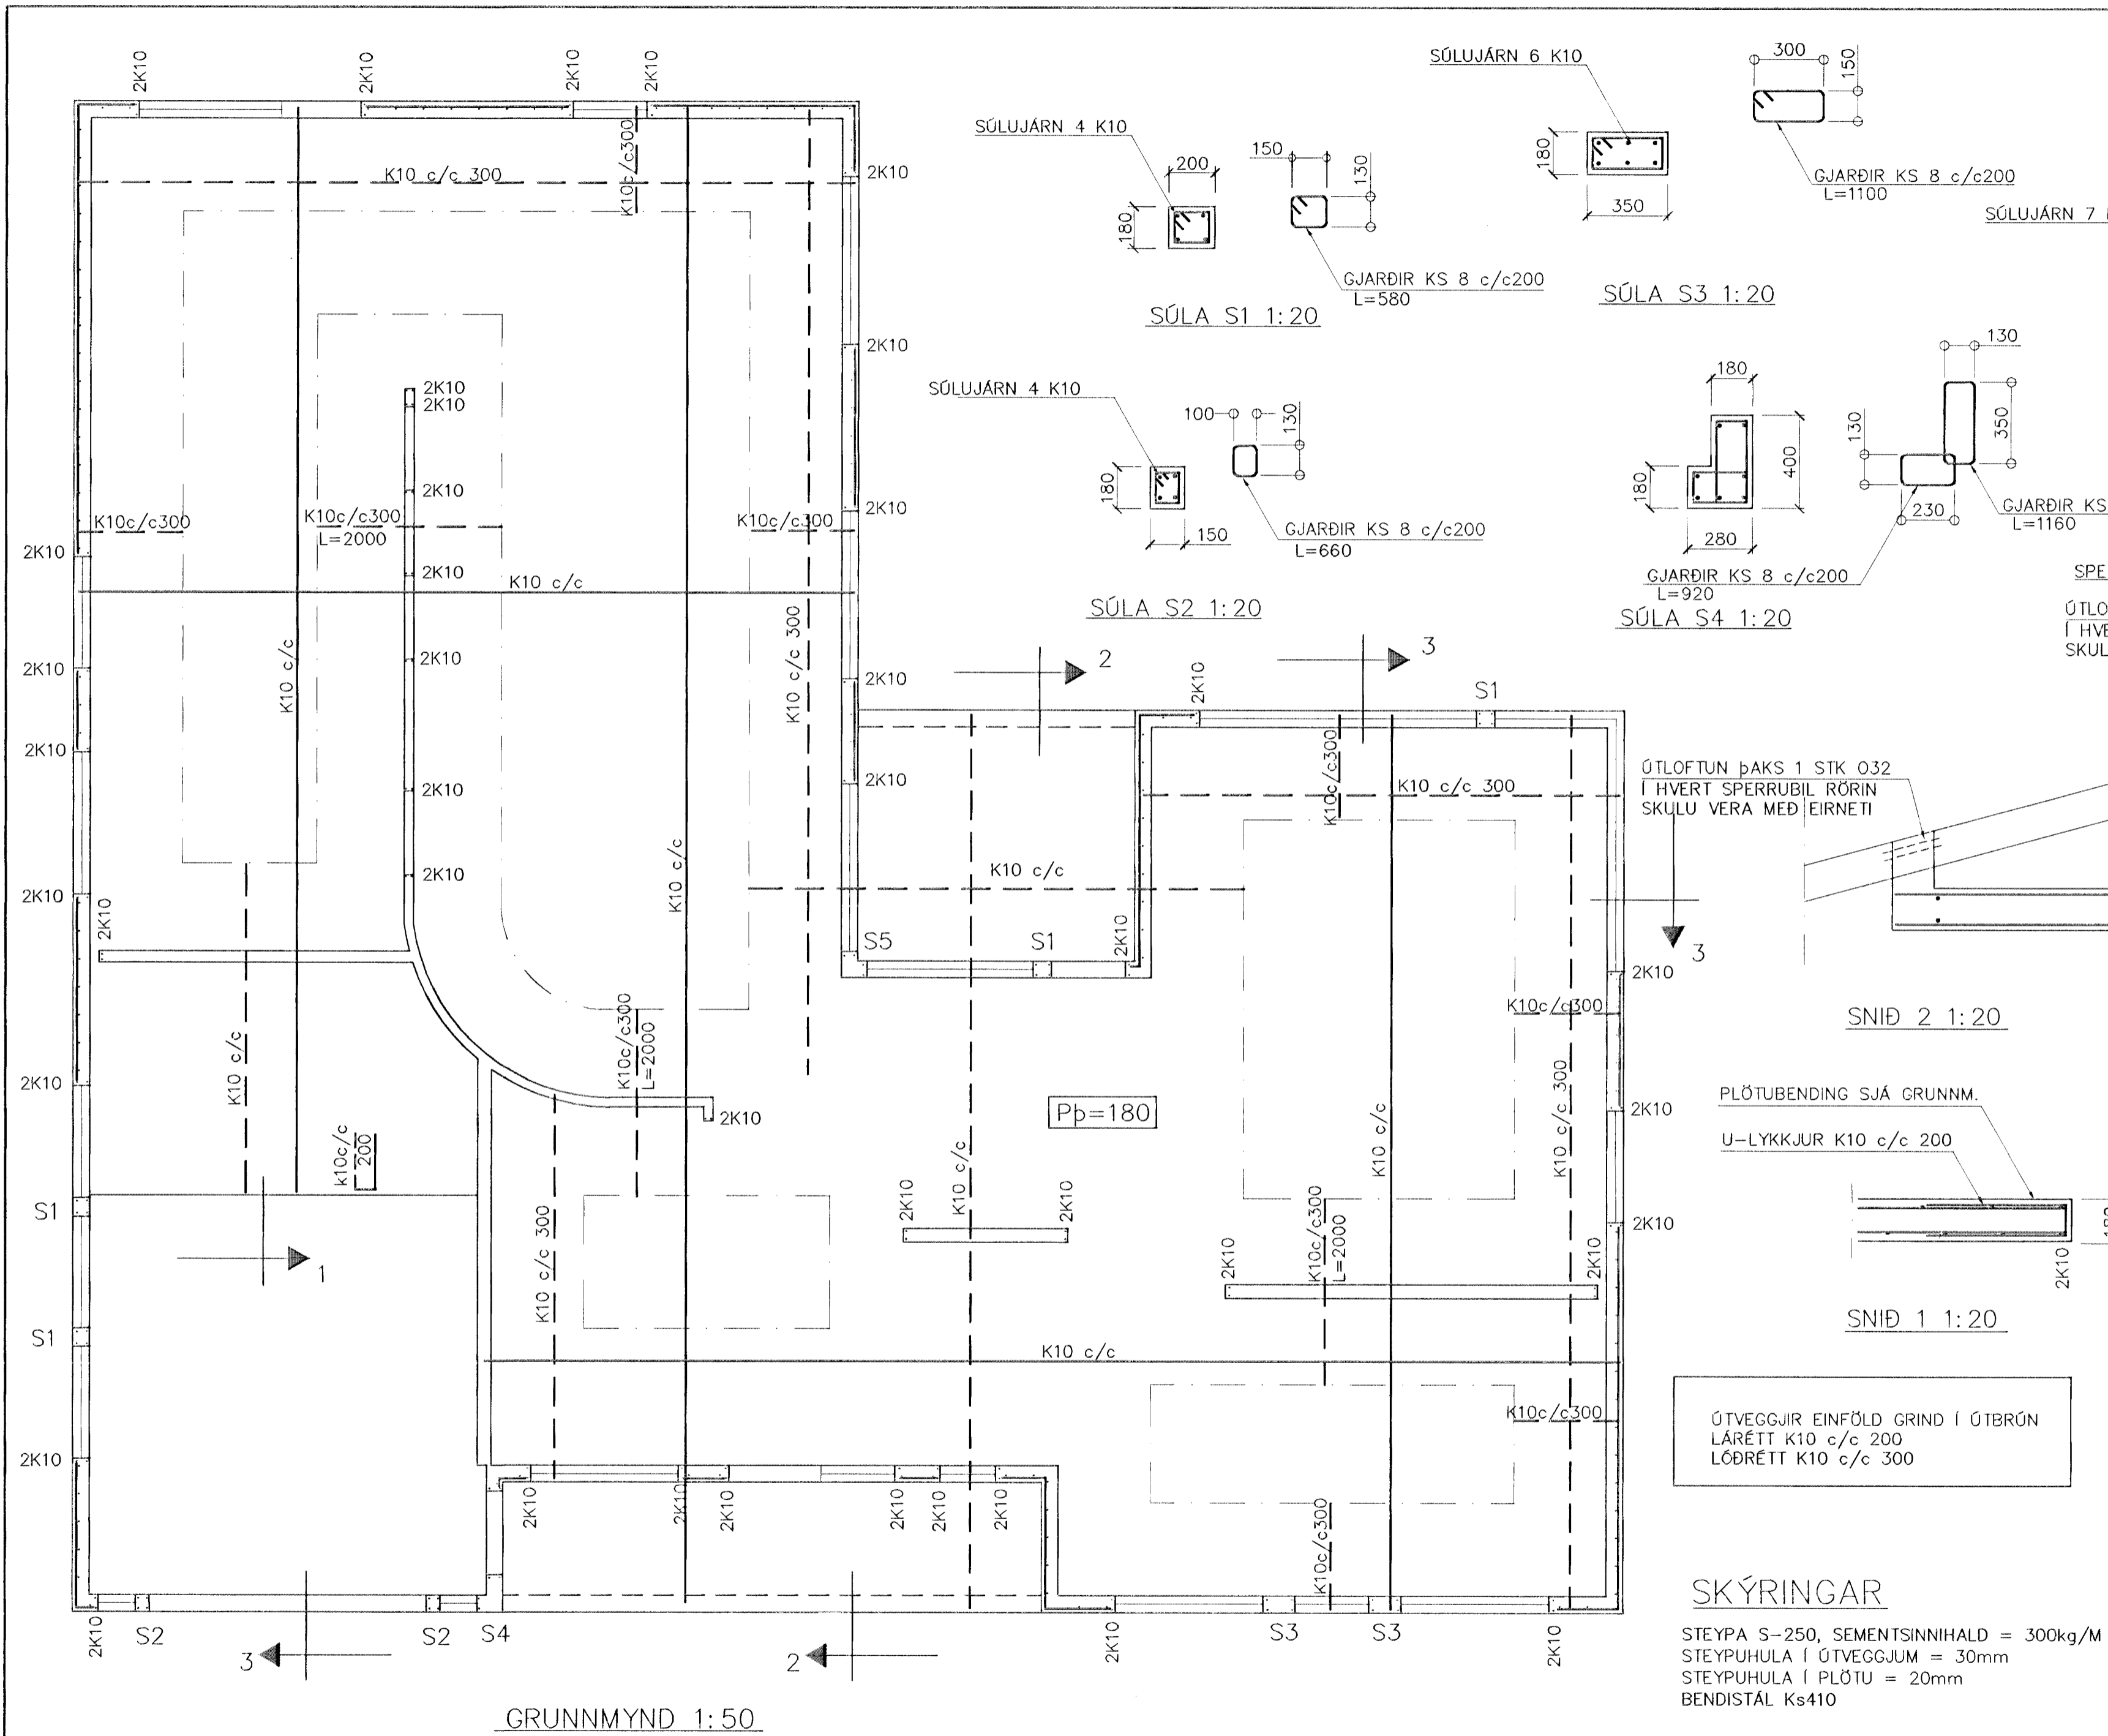 2K10
2K10
2K10
2K10
K10 c/c 300
K10c/c300
2K10
2K10
2K10
2K10
2K10
2K10
K10c/c300
K10c/c300
L=2000
K10c/c300
2K10
2K10
K10 c/c
2K10
2K10
K10 c/c
K10 c/c 300
2K10
2K10
2K10
2K10
K10 c/c
2K10
2K10
2K10
K10 c/c
S5
S1
2K10
2K10
K10 c/c
K10c/c300
L=2000
2K10
k10c/c
200
Pþ=180
S1
1
S1
K10 c/c 300
2K10
K10 c/c
2K10
K10 c/c
2K10
2K10
2K10
2K10
2K10
2K10
2K10
2K10
S2
S2
S4
3
2
2
3
2K10
S1
K10c/c300
K10 c/c 300
3
2K10
K10c/c300
2K10
K10 c/c
K10 c/c 300
2K10
2K10
K10c/c300
L=2000
2K10
K10c/c300
K10c/c300
2K10
S3
S3
2K10
GRUNNMYND 1:50
SÚLUJÁRN 4 K10
200
180
150
130
GJARÐIR KS 8 c/c200
L=580
SÚLA S1 1:20
SÚLUJÁRN 4 K10
180
150
100
130
GJARÐIR KS 8 c/c200
L=660
SÚLA S2 1:20
SÚLUJÁRN 6 K10
180
350
300
150
GJARÐIR KS 8 c/c200
L=1100
SÚLA S3 1:20
SÚLUJÁRN 7
180
180
400
280
130
350
130
230
GJARÐIR KS
L=1160
GJARÐIR KS 8 c/c200
L=920
SÚLA S4 1:20
SPE
ÚTLO
Í HVE
SKUL
ÚTLOFTUN ÞAKS 1 STK O32
Í HVERT SPERRUBIL RÖRIN
SKULU VERA MEÐ EIRNETI
SNIÐ 2 1:20
PLÖTUBENDING SJÁ GRUNNM.
U-LYKKJUR K10 c/c 200
2K10
SNIÐ 1 1:20
ÚTVEGGJIR EINFÖLD GRIND Í ÚTBRÚN
LÁRÉTT K10 c/c 200
LÓÐRÉTT K10 c/c 300
SKÝRINGAR
STEYPA S-250, SEMENTSINNIHALD = 300kg/M
STEYPUHULA Í ÚTVEGGJUM = 30mm
STEYPUHULA Í PLÖTU = 20mm
BENDISTÁL Ks410